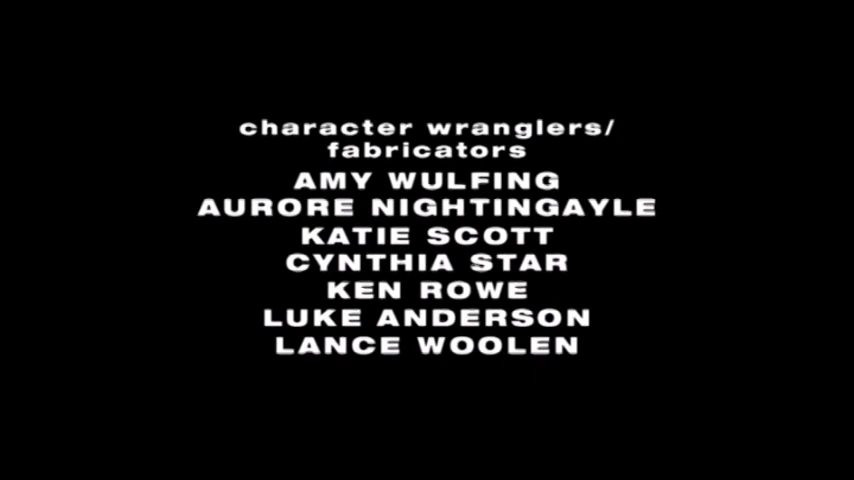 character wranglers/
fabricators
AMY WULFING
AURORE NIGHTINGAYLE
KATIE SCOTT
CYNTHIA STAR
KEN ROWE
LUKE ANDERSON
LANCE WOOLEN